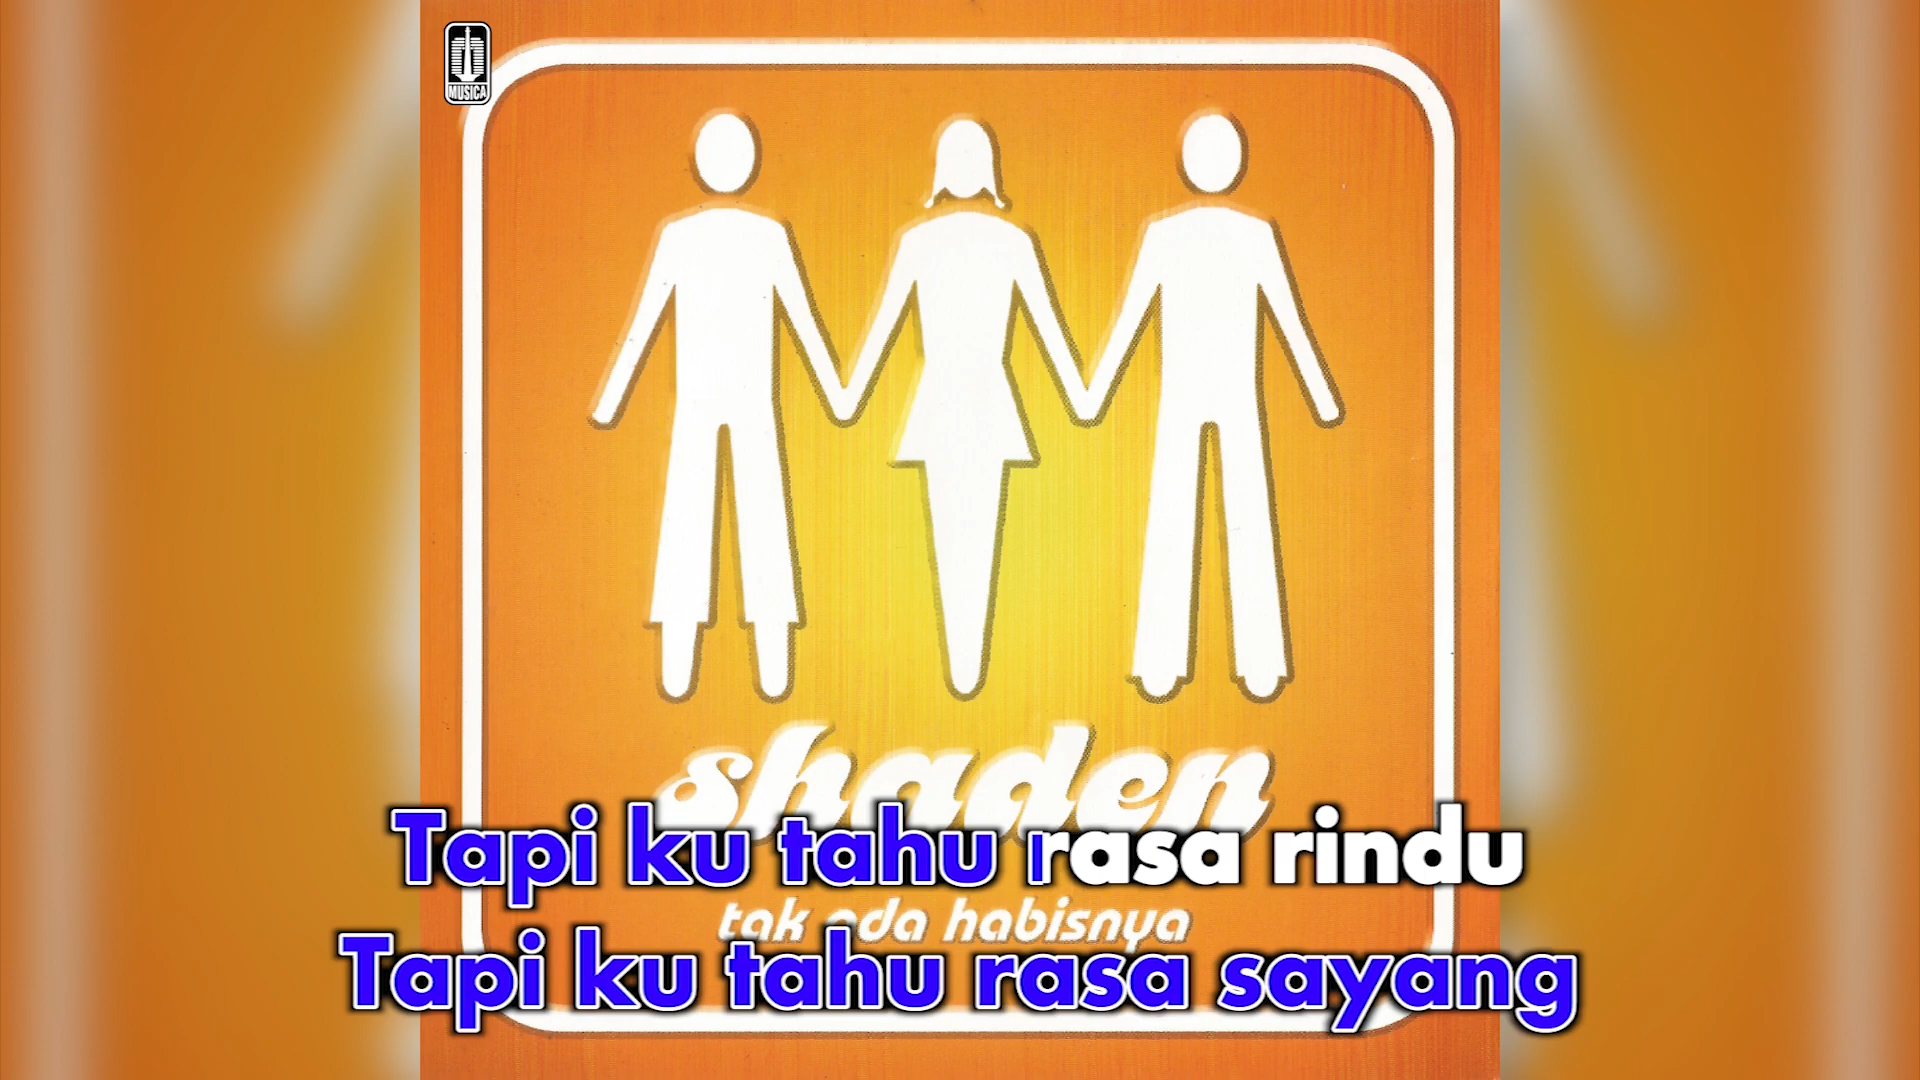 MUSICA
shaden
Tapi ku tahu rasa rindu
tak ada habisnya
Tapi ku tahu rasa sayang